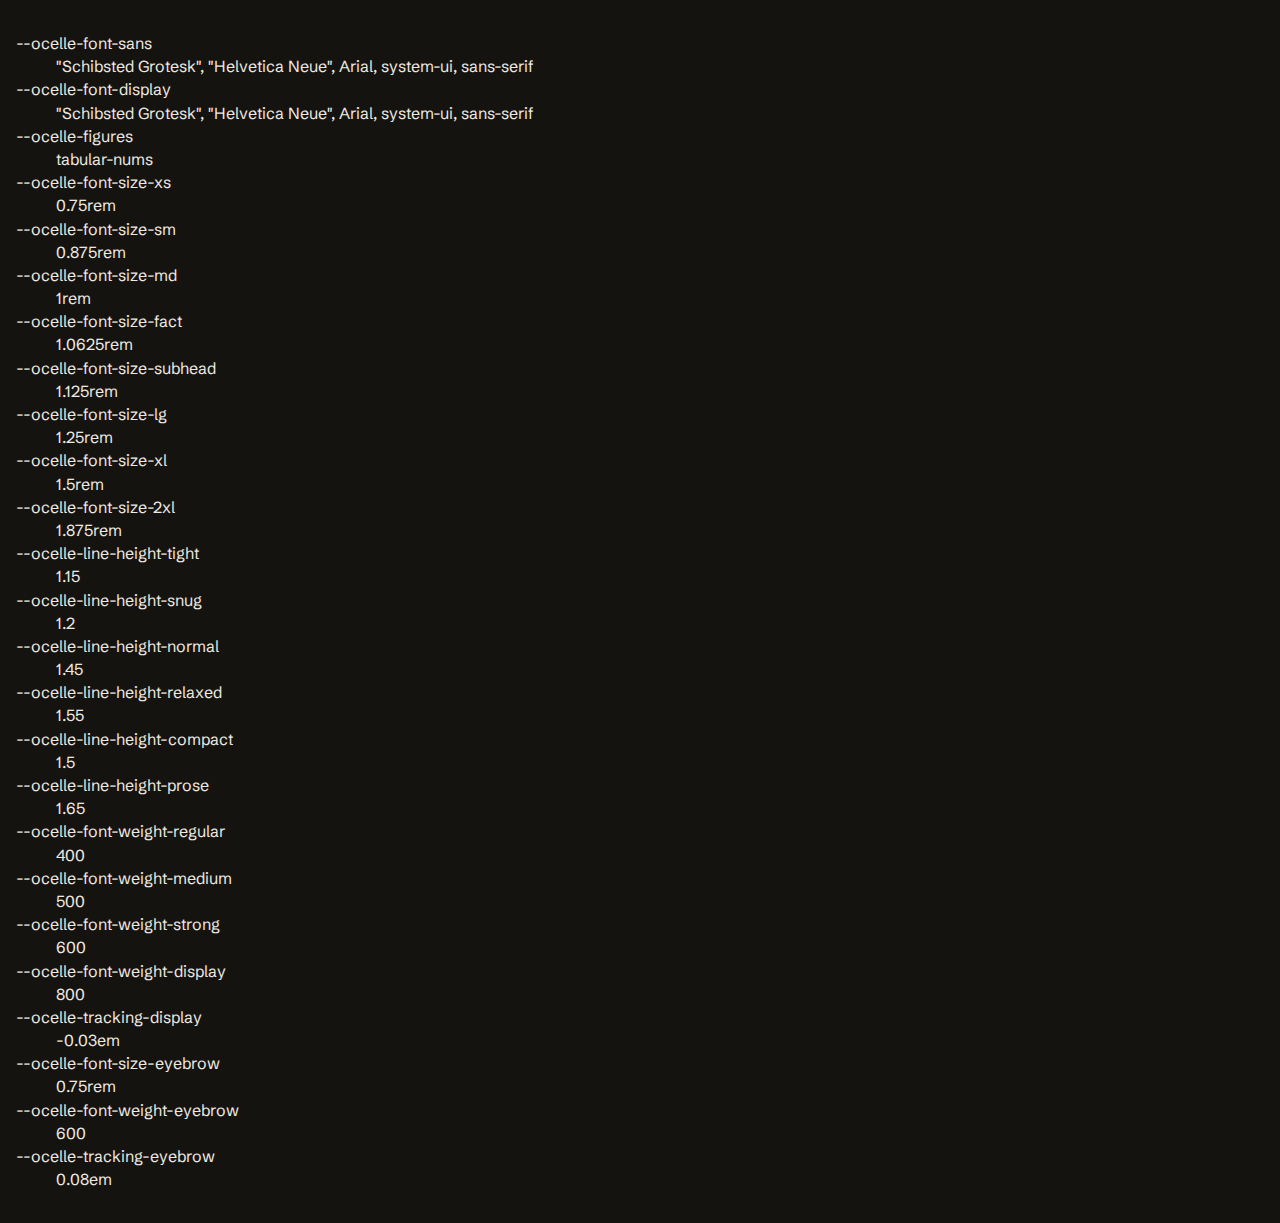 --ocelle-font-sans
"Schibsted Grotesk", "Helvetica Neue", Arial, system-ui, sans-serif
--ocelle-font-display
"Schibsted Grotesk", "Helvetica Neue", Arial, system-ui, sans-serif
--ocelle-figures
tabular-nums
--ocelle-font-size-xs
0.75rem
--ocelle-font-size-sm
0.875rem
--ocelle-font-size-md
1rem
--ocelle-font-size-fact
1.0625rem
--ocelle-font-size-subhead
1.125rem
--ocelle-font-size-lg
1.25rem
--ocelle-font-size-xl
1.5rem
--ocelle-font-size-2xl
1.875rem
--ocelle-line-height-tight
1.15
--ocelle-line-height-snug
1.2
--ocelle-line-height-normal
1.45
--ocelle-line-height-relaxed
1.55
--ocelle-line-height-compact
1.5
--ocelle-line-height-prose
1.65
--ocelle-font-weight-regular
400
--ocelle-font-weight-medium
500
--ocelle-font-weight-strong
600
--ocelle-font-weight-display
800
--ocelle-tracking-display
-0.03em
--ocelle-font-size-eyebrow
0.75rem
--ocelle-font-weight-eyebrow
600
--ocelle-tracking-eyebrow
0.08em